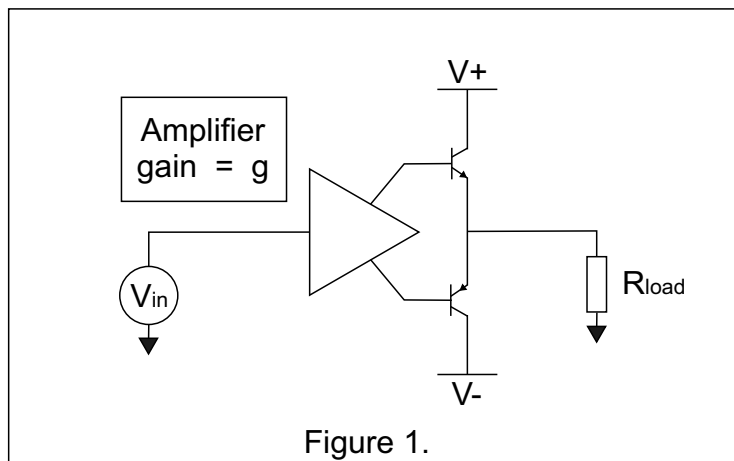 V+
Amplifier
gain = g
Vin
Rload
V-
Figure 1.